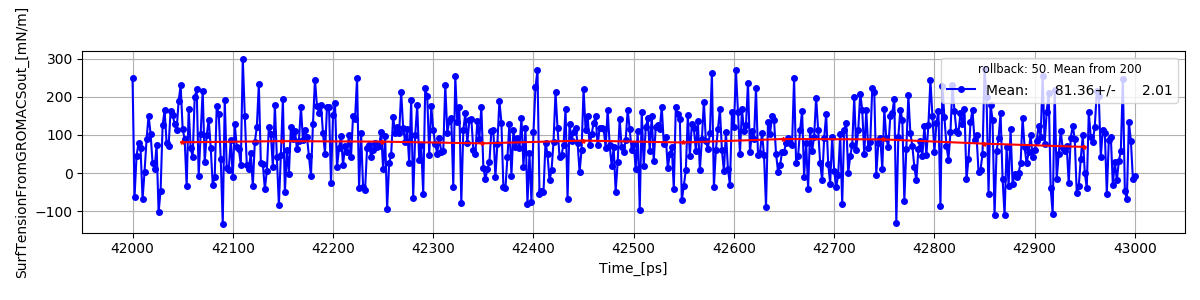 SurfTensionFromGROMACSout_[mN/m]
300
200
100
0
−100
rollback: 50. Mean from 200
Mean: 81.36+/- 2.01
42000 42100 42200 42300 42400 42500 42600 42700 42800 42900 43000
Time_[ps]